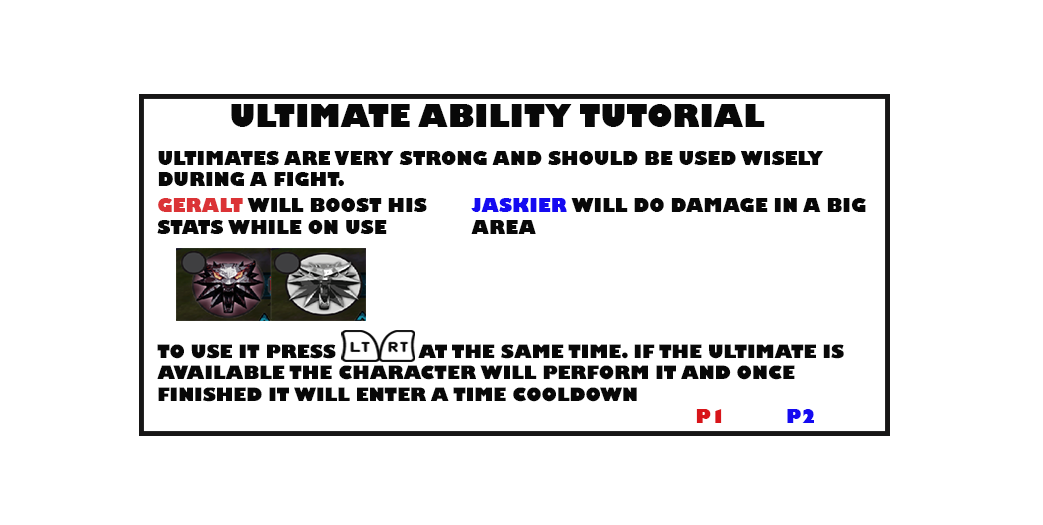 ULTIMATE ABILITY TUTORIAL
ULTIMATES ARE VERY STRONG AND SHOULD BE USED WISELY
DURING A FIGHT.
GERALT WILL BOOST HIS
STATS WHILE ON USE
JASKIER WILL DO DAMAGE IN A BIG
AREA
TO USE IT PRESS LT RT AT THE SAME TIME. IF THE ULTIMATE IS
AVAILABLE THE CHARACTER WILL PERFORM IT AND ONCE
FINISHED IT WILL ENTER A TIME COOLDOWN
P1 P2